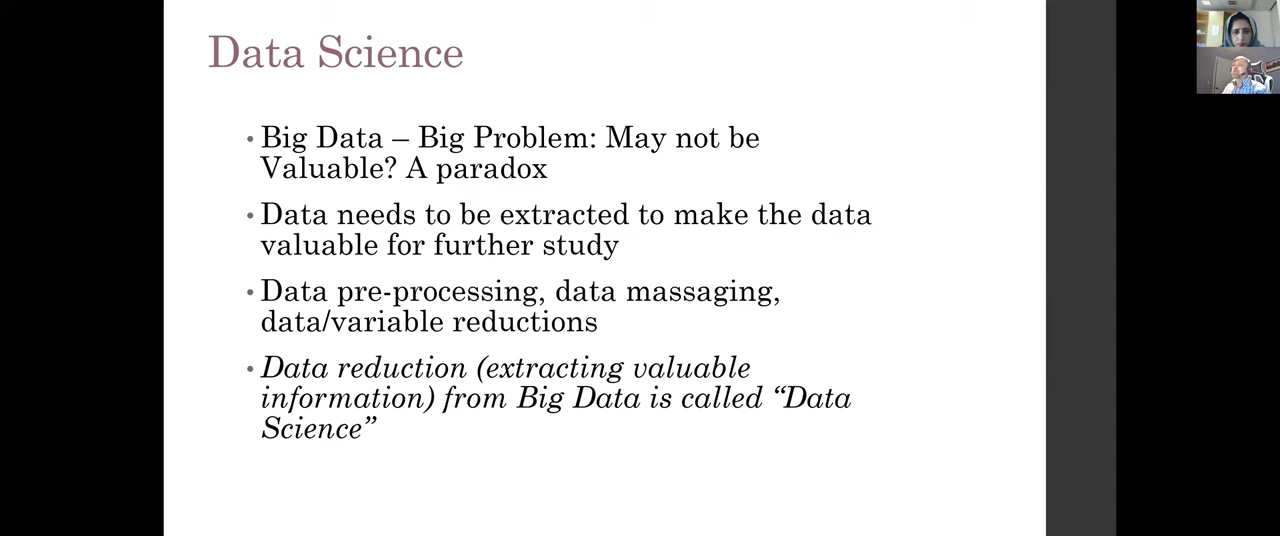 Data Science
• Big Data – Big Problem: May not be
Valuable? A paradox
• Data needs to be extracted to make the data
valuable for further study
• Data pre-processing, data massaging,
data/variable reductions
• Data reduction (extracting valuable
information) from Big Data is called “Data
Science”